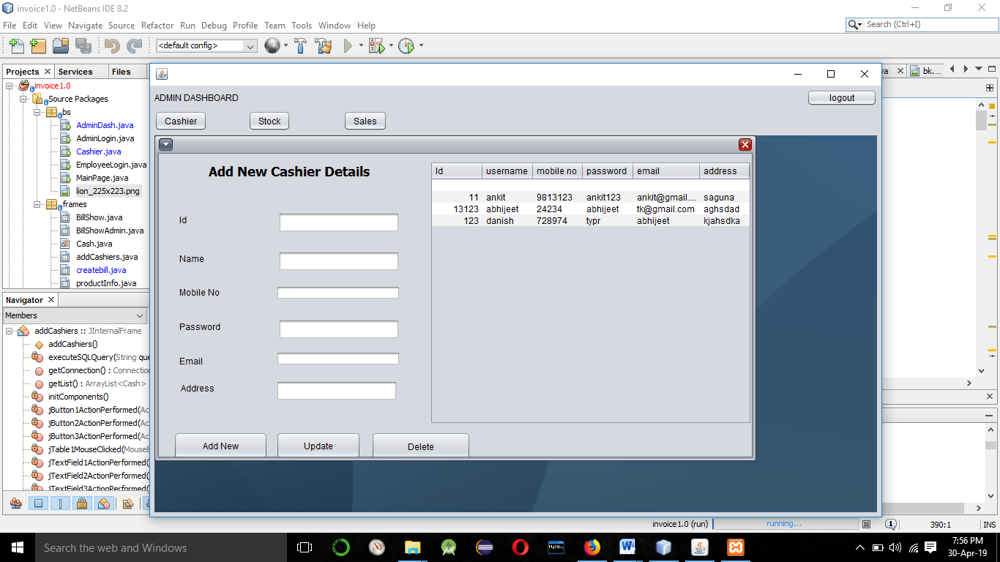 invoice1.0 - NetBeans IDE 8.2
File Edit View Navigate Source Refactor Run Debug Profile Team Tools Window Help
Search (Ctrl+I)
<default config>
Projects Services Files
va bk....
invoice1.0
Source Packages
bs
AdminDash.java
AdminLogin.java
Cashier.java
EmployeeLogin.java
MainPage.java
lion_225x223.png
frames
BillShow.java
BillShowAdmin.java
Cash.java
addCashiers.java
createbill.java
productInfo.java
Navigator
Members
addCashiers :: JInternalFrame
addCashiers()
executeSQLQuery(String que
getConnection() : Connection
getList() : ArrayList<Cash>
initComponents()
jButton1ActionPerformed(Ac
jButton2ActionPerformed(Ac
jButton3ActionPerformed(Ac
jTable1MouseClicked(MouseE
jTextField1ActionPerformed(
jTextField2ActionPerformed(
jTextField3ActionPerformed(
ADMIN DASHBOARD
logout
Cashier Stock Sales
Add New Cashier Details
Id
Name
Mobile No
Password
Email
Address
Add New Update Delete
Id username mobile no password email address
11 ankit 9813123 ankit123 ankit@gmail.... saguna
13123 abhijeet 24234 abhijeet tk@gmail.com aghsdad
123 danish 728974 typr abhijeet kjahsdka
invoice1.0 (run) running... 1 390:1 INS
Search the web and Windows
MySQL
7:56 PM
30-Apr-19